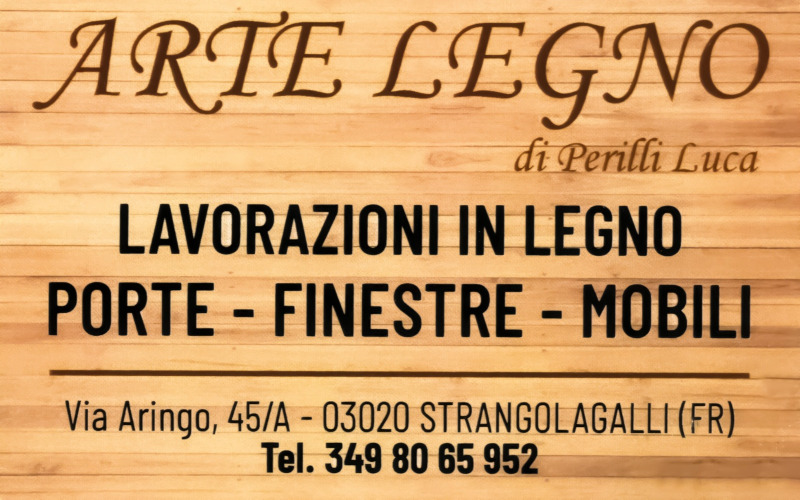 ARTE LEGNO
di Perilli Luca
LAVORAZIONI IN LEGNO
PORTE - FINESTRE - MOBILI
Via Aringo, 45/A - 03020 STRANGOLAGALLI (FR)
Tel. 349 80 65 952